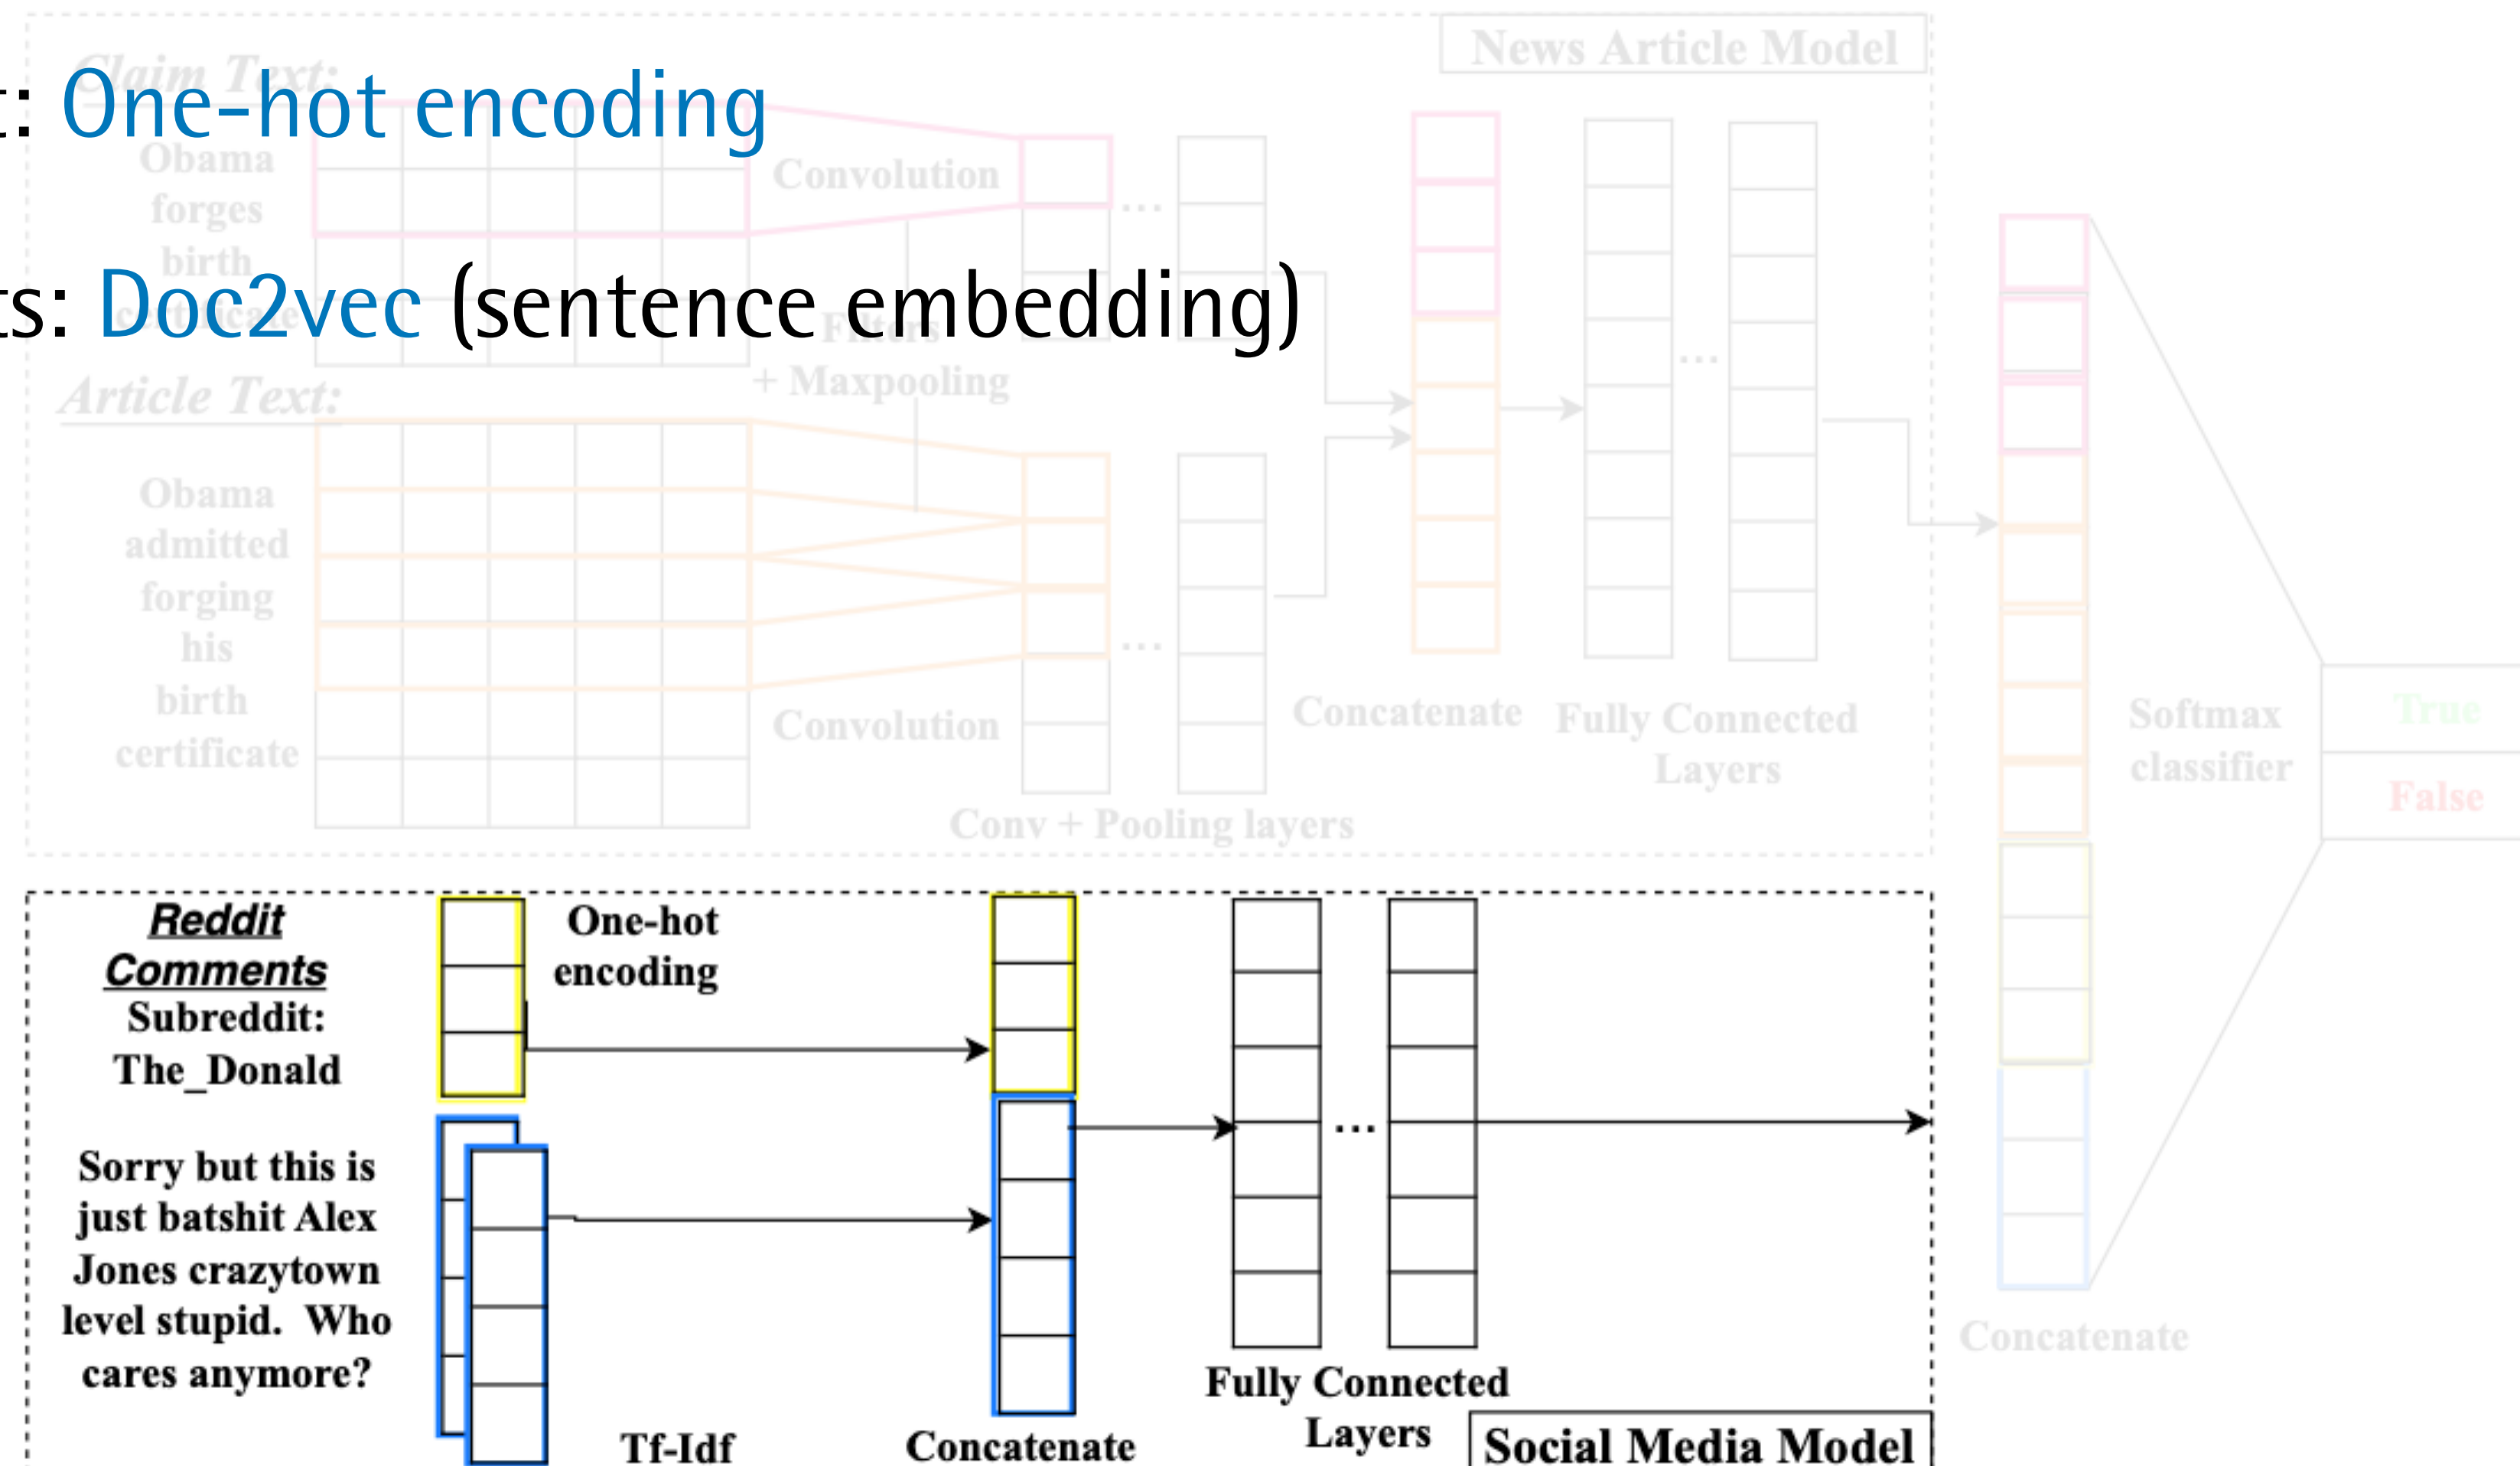 t: One-hot encoding
ts: Doc2vec (sentence embedding)
News Article Model
Claim Text:
Obama
forges
birth
certificate
Convolution
...
Filters
+ Maxpooling
Article Text:
Obama
admitted
forging
his
birth
certificate
Convolution
...
Conv + Pooling layers
Concatenate
...
Fully Connected
Layers
Softmax
classifier
True
False
Concatenate
Reddit
Comments
Subreddit:
The_Donald
One-hot
encoding
Sorry but this is
just batshit Alex
Jones crazytown
level stupid. Who
cares anymore?
Tf-Idf
Concatenate
...
Fully Connected
Layers
Social Media Model